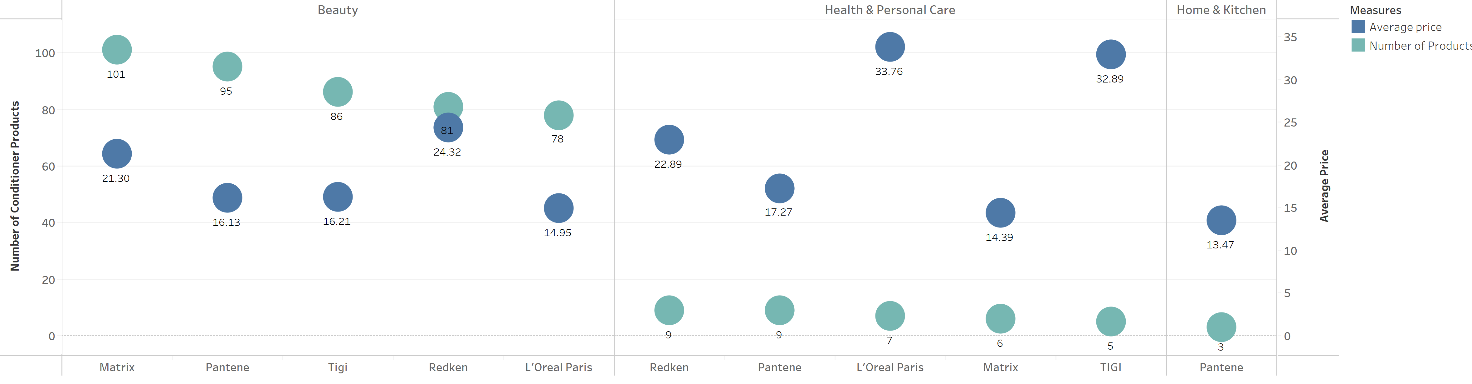 Beauty
Health & Personal Care
Home & Kitchen
Measures
Average price
Number of Products
Number of Conditioner Products
100
80
60
40
20
0
101
95
86
81
78
21.30
16.13
16.21
24.32
14.95
22.89
17.27
33.76
14.39
32.89
13.47
9
9
7
6
5
3
35
30
25
20
15
10
5
0
Average Price
Matrix
Pantene
Tigi
Redken
L'Oreal Paris
Redken
Pantene
L'Oreal Paris
Matrix
TIGI
Pantene